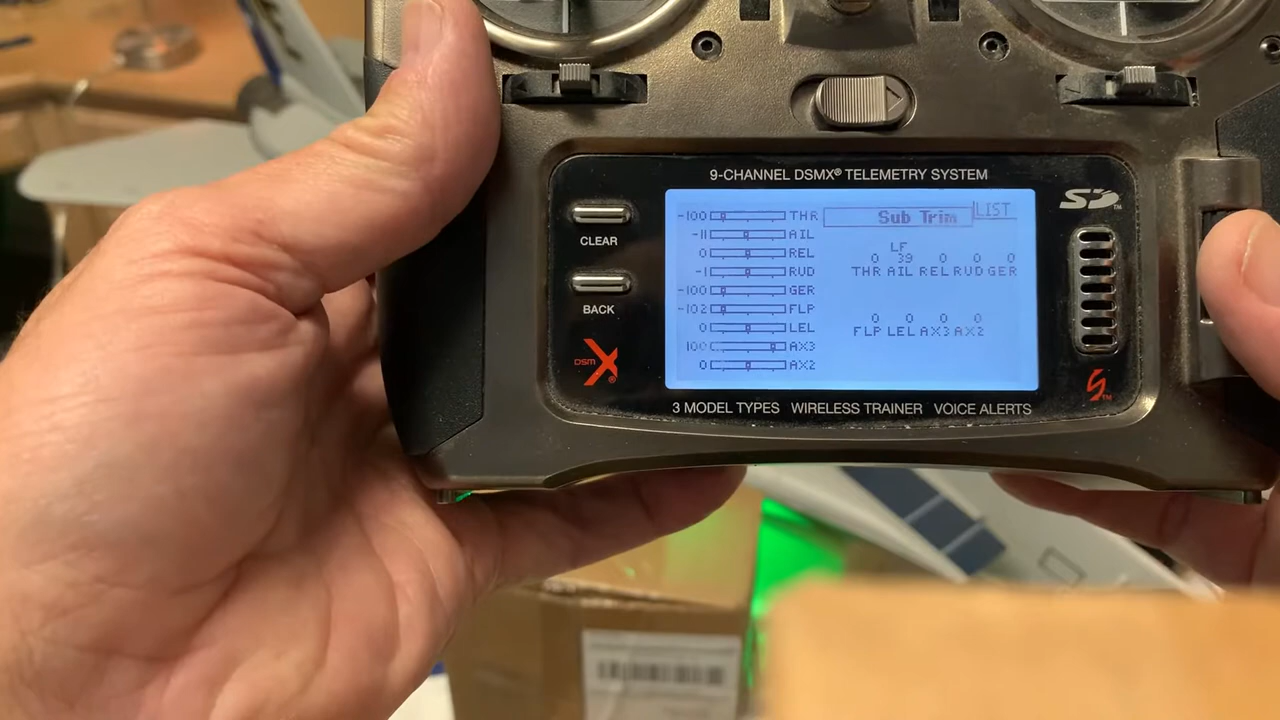 9-CHANNEL DSMX® TELEMETRY SYSTEM
CLEAR
BACK
DSM X®
SD™
-100 THR
-11 AIL
0 REL
-1 RUD
-100 GER
-102 FLP
0 LEL
100 AX3
0 AX2
Sub Trim
LIST
LF
0 39 0 0 0
THR AIL REL RUD GER
0 0 0 0
FLP LEL AX3 AX2
3 MODEL TYPES WIRELESS TRAINER VOICE ALERTS